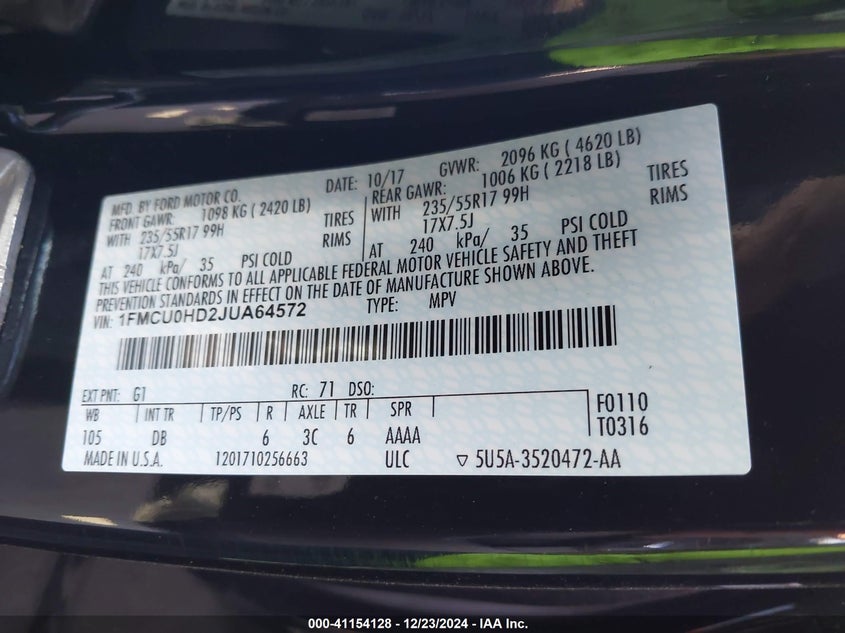 MFD. BY FORD MOTOR CO. DATE: 10/17 GVWR: 2096 KG ( 4620 LB)
FRONT GAWR: 1098 KG ( 2420 LB) REAR GAWR: 1006 KG ( 2218 LB)
WITH 235/55R17 99H TIRES WITH 235/55R17 99H TIRES
17X7.5J RIMS 17X7.5J RIMS
AT 240 kPa/ 35 PSI COLD AT 240 kPa/ 35 PSI COLD
THIS VEHICLE CONFORMS TO ALL APPLICABLE FEDERAL MOTOR VEHICLE SAFETY AND THEFT
PREVENTION STANDARDS IN EFFECT ON THE DATE OF MANUFACTURE SHOWN ABOVE.
VIN: 1FMCU0HD2JUA64572 TYPE: MPV
EXT PNT: G1 RC: 71 DSO:
WB INT TR TP/PS R AXLE TR SPR F0110
105 DB 6 3C 6 AAAA T0316
MADE IN U.S.A. 1201710256663 ULC ▽ 5U5A-3520472-AA
000-41154128 - 12/23/2024 - IAA Inc.